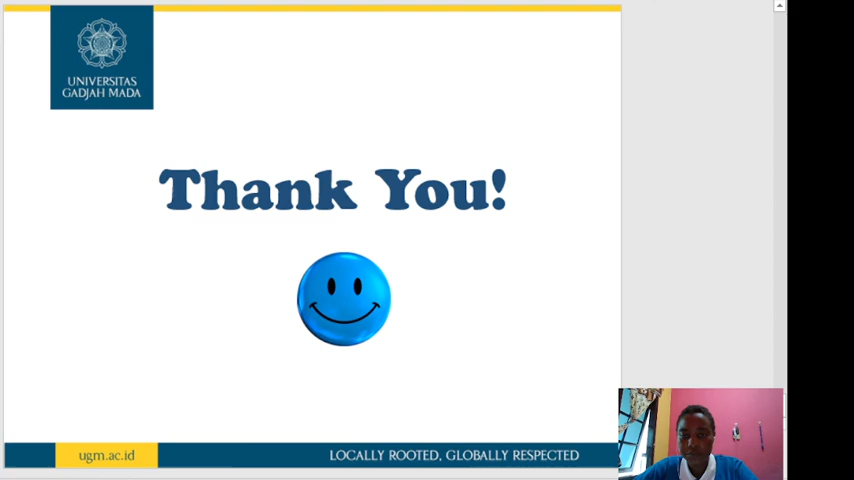 UNIVERSITAS
GADJAH MADA
Thank You!
ugm.ac.id
LOCALLY ROOTED, GLOBALLY RESPECTED